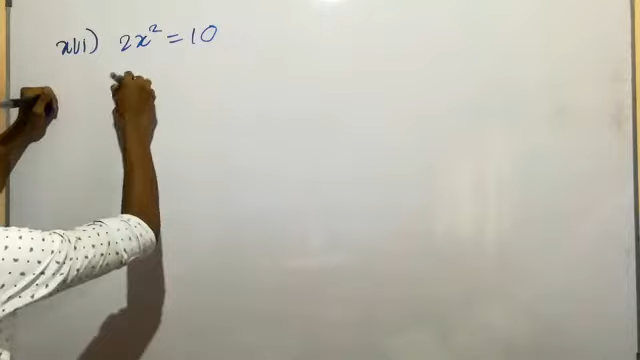 xvi) 2x² = 10